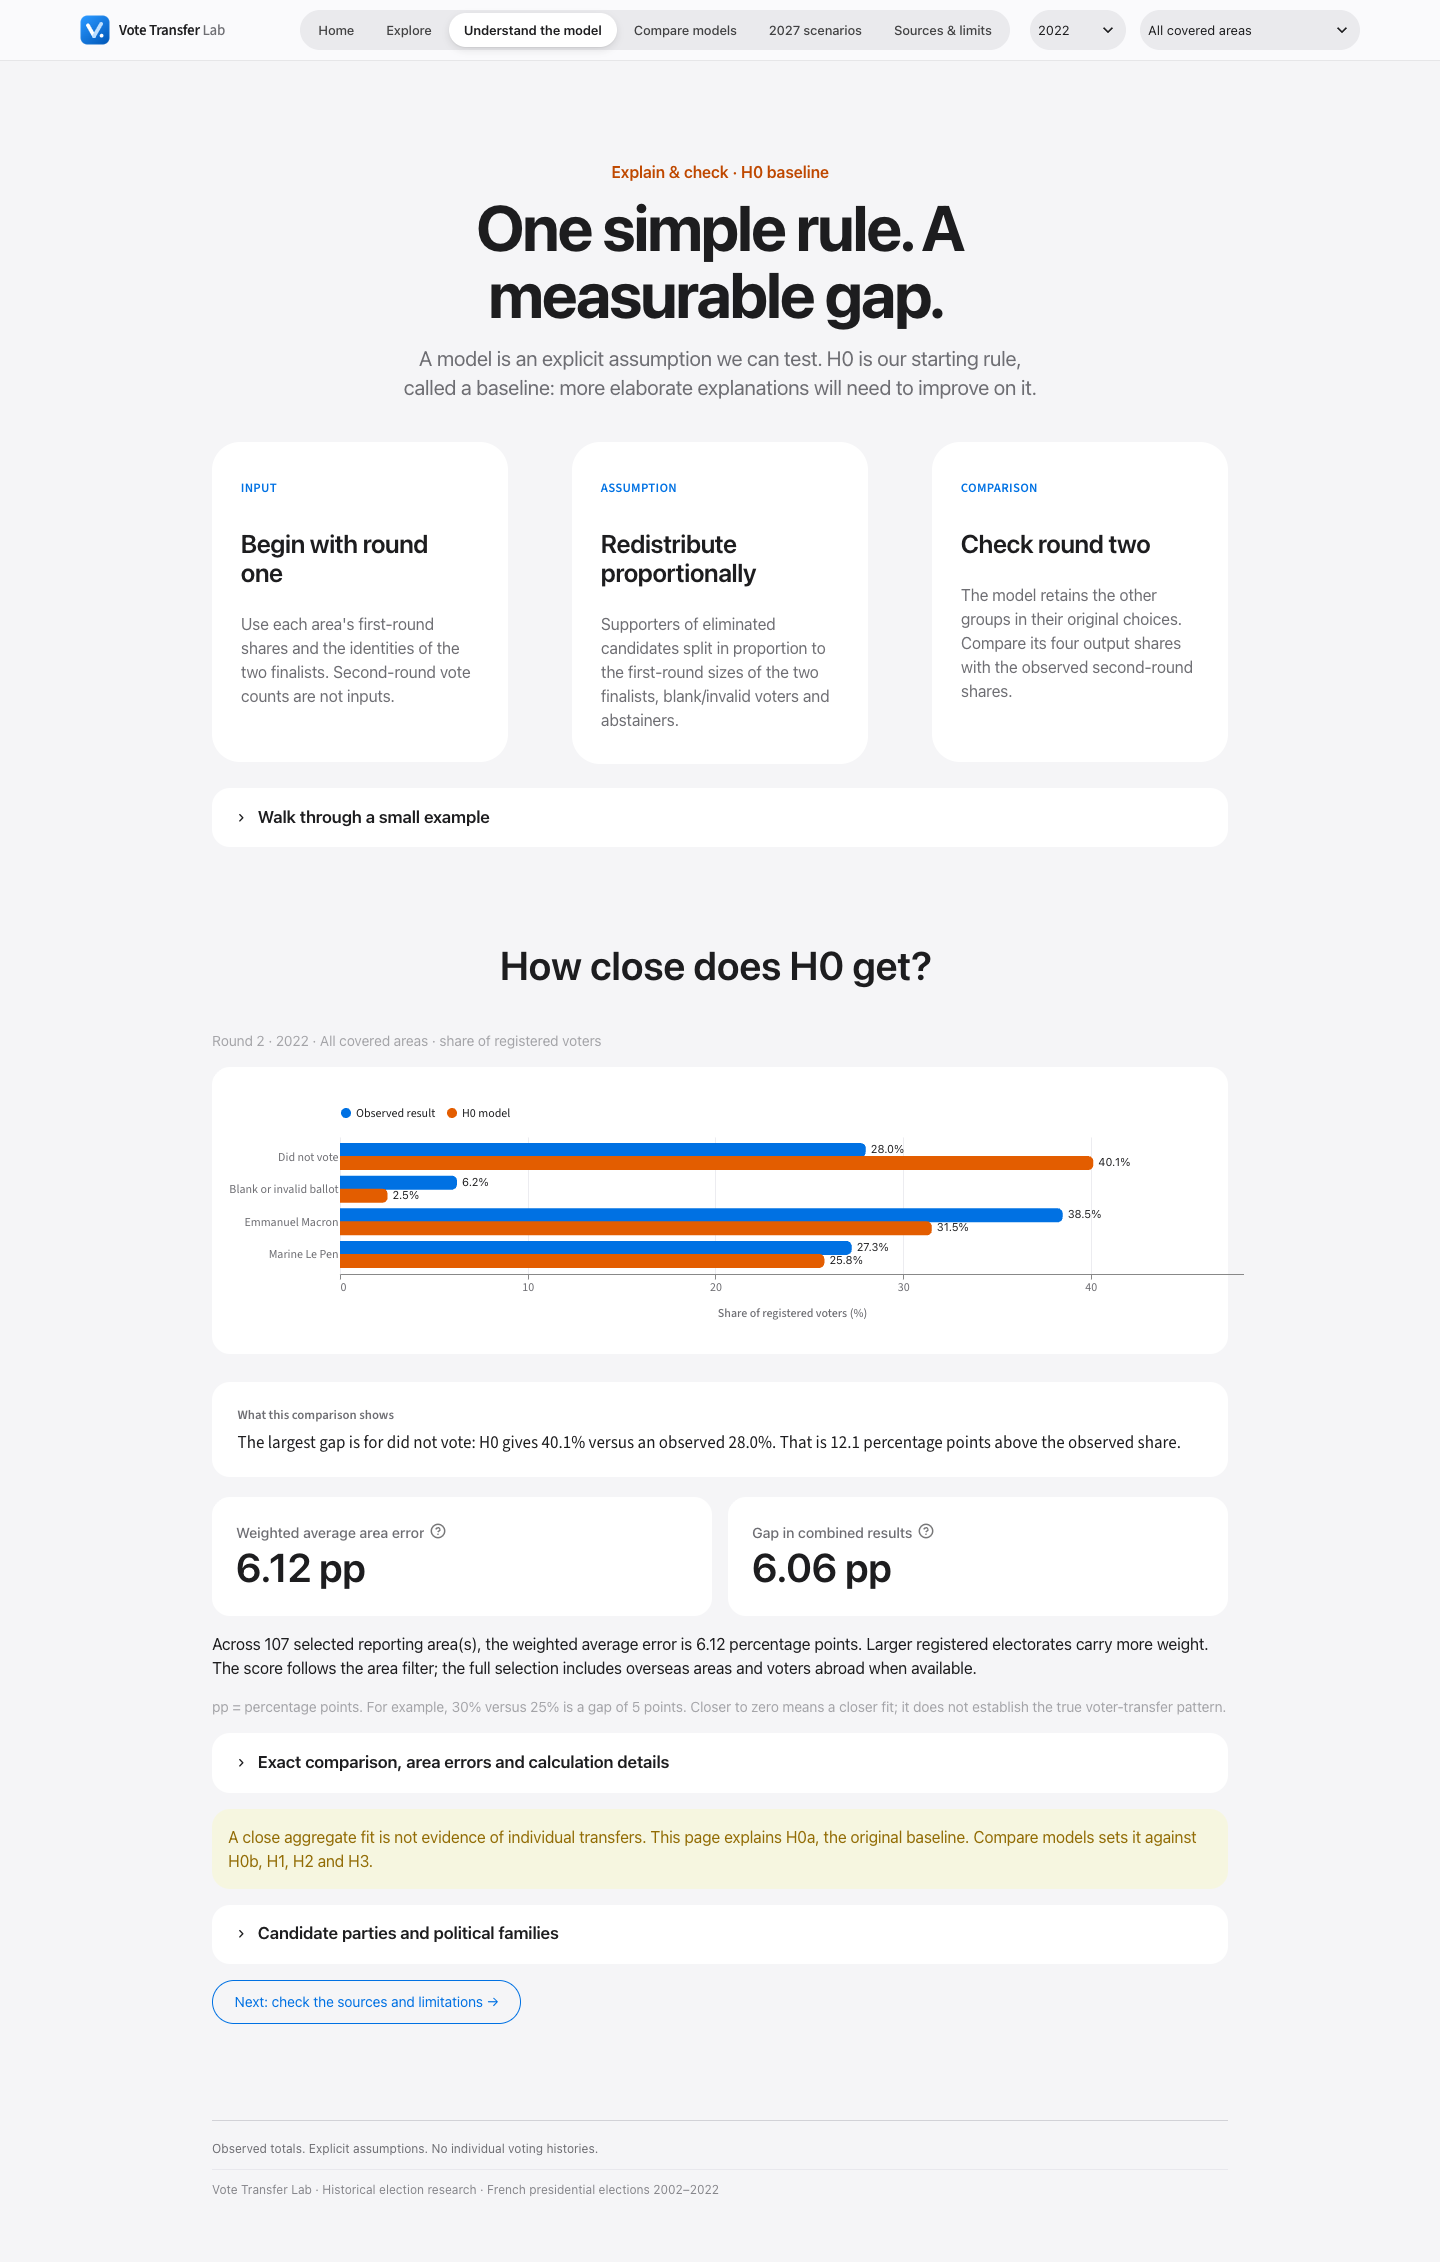 Vote Transfer Lab
Home
Explore
Understand the model
Compare models
2027 scenarios
Sources & limits
2022
All covered areas
Explain & check · H0 baseline
One simple rule. A
measurable gap.
A model is an explicit assumption we can test. H0 is our starting rule,
called a baseline: more elaborate explanations will need to improve on it.
INPUT
Begin with round
one
Use each area's first-round
shares and the identities of the
two finalists. Second-round vote
counts are not inputs.
ASSUMPTION
Redistribute
proportionally
Supporters of eliminated
candidates split in proportion to
the first-round sizes of the two
finalists, blank/invalid voters and
abstainers.
COMPARISON
Check round two
The model retains the other
groups in their original choices.
Compare its four output shares
with the observed second-round
shares.
Walk through a small example
How close does H0 get?
Round 2 · 2022 · All covered areas · share of registered voters
Observed result
H0 model
Did not vote
28.0%
40.1%
Blank or invalid ballot
6.2%
2.5%
Emmanuel Macron
38.5%
31.5%
Marine Le Pen
27.3%
25.8%
0
10
20
30
40
Share of registered voters (%)
What this comparison shows
The largest gap is for did not vote: H0 gives 40.1% versus an observed 28.0%. That is 12.1 percentage points above the observed share.
Weighted average area error ?
6.12 pp
Gap in combined results ?
6.06 pp
Across 107 selected reporting area(s), the weighted average error is 6.12 percentage points. Larger registered electorates carry more weight.
The score follows the area filter; the full selection includes overseas areas and voters abroad when available.
pp = percentage points. For example, 30% versus 25% is a gap of 5 points. Closer to zero means a closer fit; it does not establish the true voter-transfer pattern.
Exact comparison, area errors and calculation details
A close aggregate fit is not evidence of individual transfers. This page explains H0a, the original baseline. Compare models sets it against
H0b, H1, H2 and H3.
Candidate parties and political families
Next: check the sources and limitations →
Observed totals. Explicit assumptions. No individual voting histories.
Vote Transfer Lab · Historical election research · French presidential elections 2002–2022